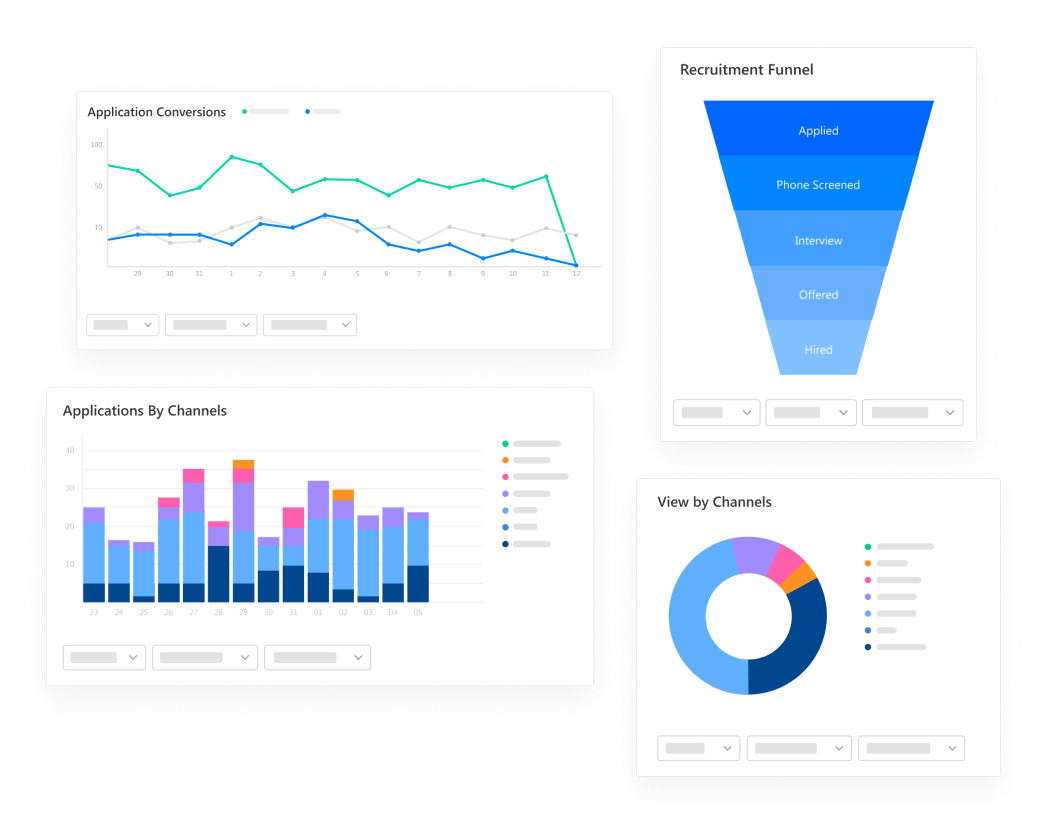 Recruitment Funnel
Applied
Phone Screened
Interview
Offered
Hired
Application Conversions
100
50
10
29 30 31 1 2 3 4 5 6 7 8 9 10 11 12
Applications By Channels
40
30
20
10
23 24 25 26 27 28 29 30 31 01 02 03 04 05
View by Channels